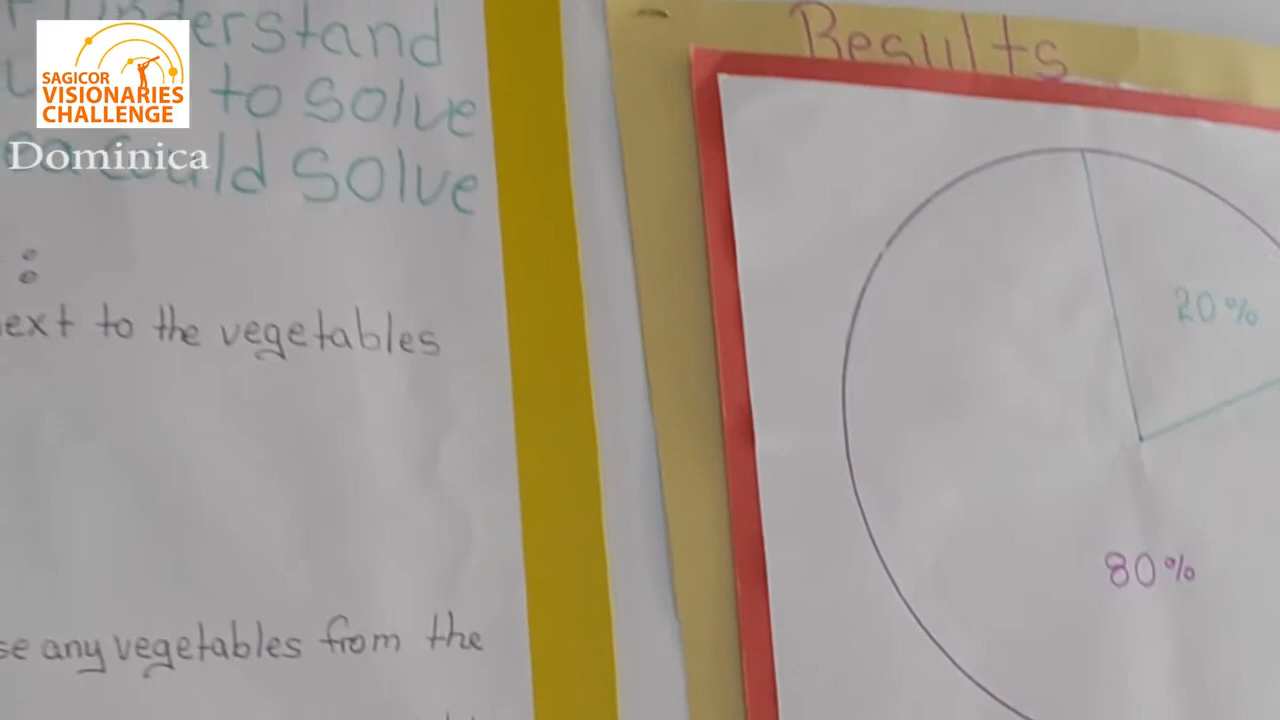 SAGICOR
VISIONARIES
CHALLENGE
Dominica
understand
to solve
could solve
:
ext to the vegetables
se any vegetables from the
Results
20%
80%